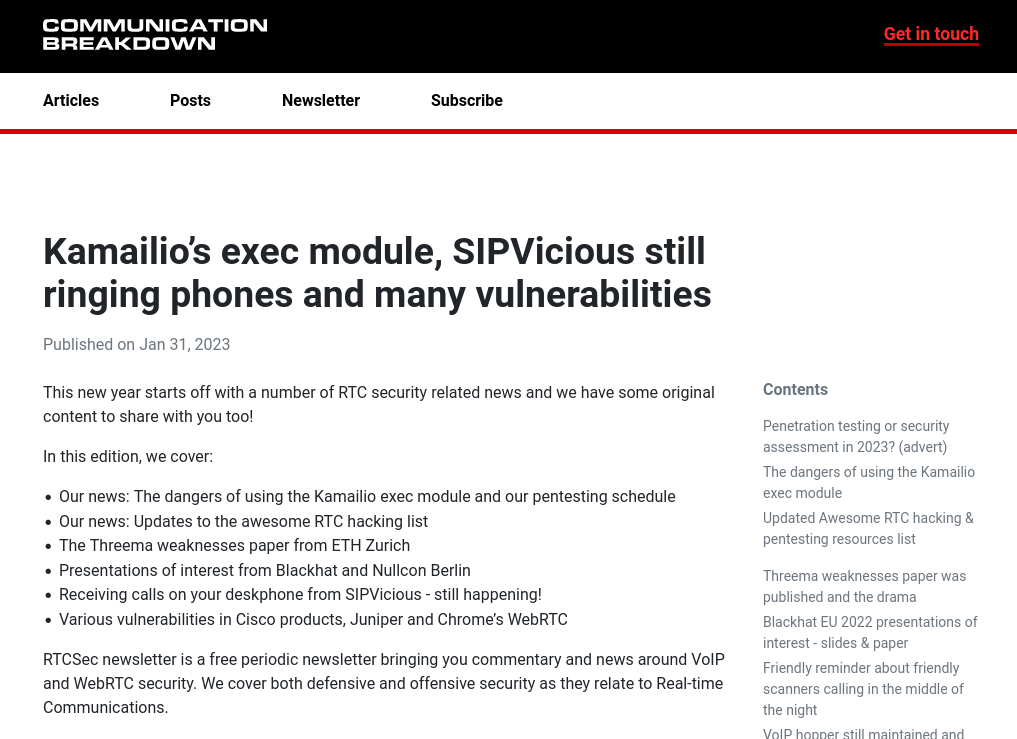 COMMUNICATION
BREAKDOWN
Get in touch
Articles
Posts
Newsletter
Subscribe
Kamailio’s exec module, SIPVicious still
ringing phones and many vulnerabilities
Published on Jan 31, 2023
This new year starts off with a number of RTC security related news and we have some original
content to share with you too!
In this edition, we cover:
• Our news: The dangers of using the Kamailio exec module and our pentesting schedule
• Our news: Updates to the awesome RTC hacking list
• The Threema weaknesses paper from ETH Zurich
• Presentations of interest from Blackhat and Nullcon Berlin
• Receiving calls on your deskphone from SIPVicious - still happening!
• Various vulnerabilities in Cisco products, Juniper and Chrome’s WebRTC
RTCSec newsletter is a free periodic newsletter bringing you commentary and news around VoIP
and WebRTC security. We cover both defensive and offensive security as they relate to Real-time
Communications.
Contents
Penetration testing or security
assessment in 2023? (advert)
The dangers of using the Kamailio
exec module
Updated Awesome RTC hacking &
pentesting resources list
Threema weaknesses paper was
published and the drama
Blackhat EU 2022 presentations of
interest - slides & paper
Friendly reminder about friendly
scanners calling in the middle of
the night
VoIP hopper still maintained and